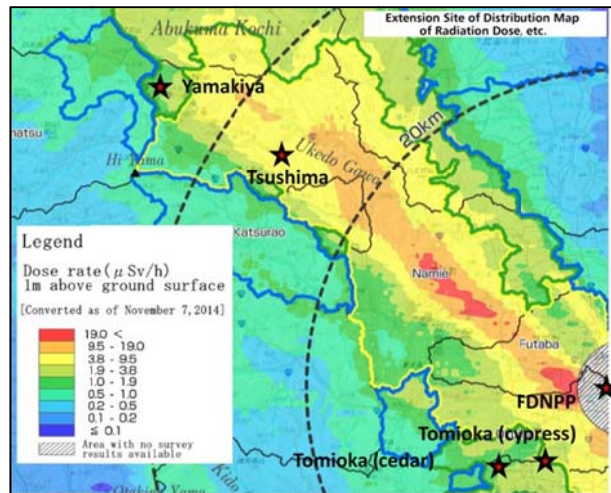 Extension Site of Distribution Map
of Radiation Dose, etc.
Abukuma Kochi
Yamakiya
20km
Ukedo Gawa
Hi Yama
Tsushima
Katsurao
Legend
Dose rate(μSv/h)
1m above ground surface
[Converted as of November 7,2014]
19.0 <
9.5 - 19.0
3.8 - 9.5
1.9 - 3.8
1.0 - 1.9
0.5 - 1.0
0.2 - 0.5
0.1 - 0.2
≦ 0.1
Area with no survey
results available
Namie
Futaba
FDNPP
Tomioka (cypress)
Tomioka (cedar)
Kido